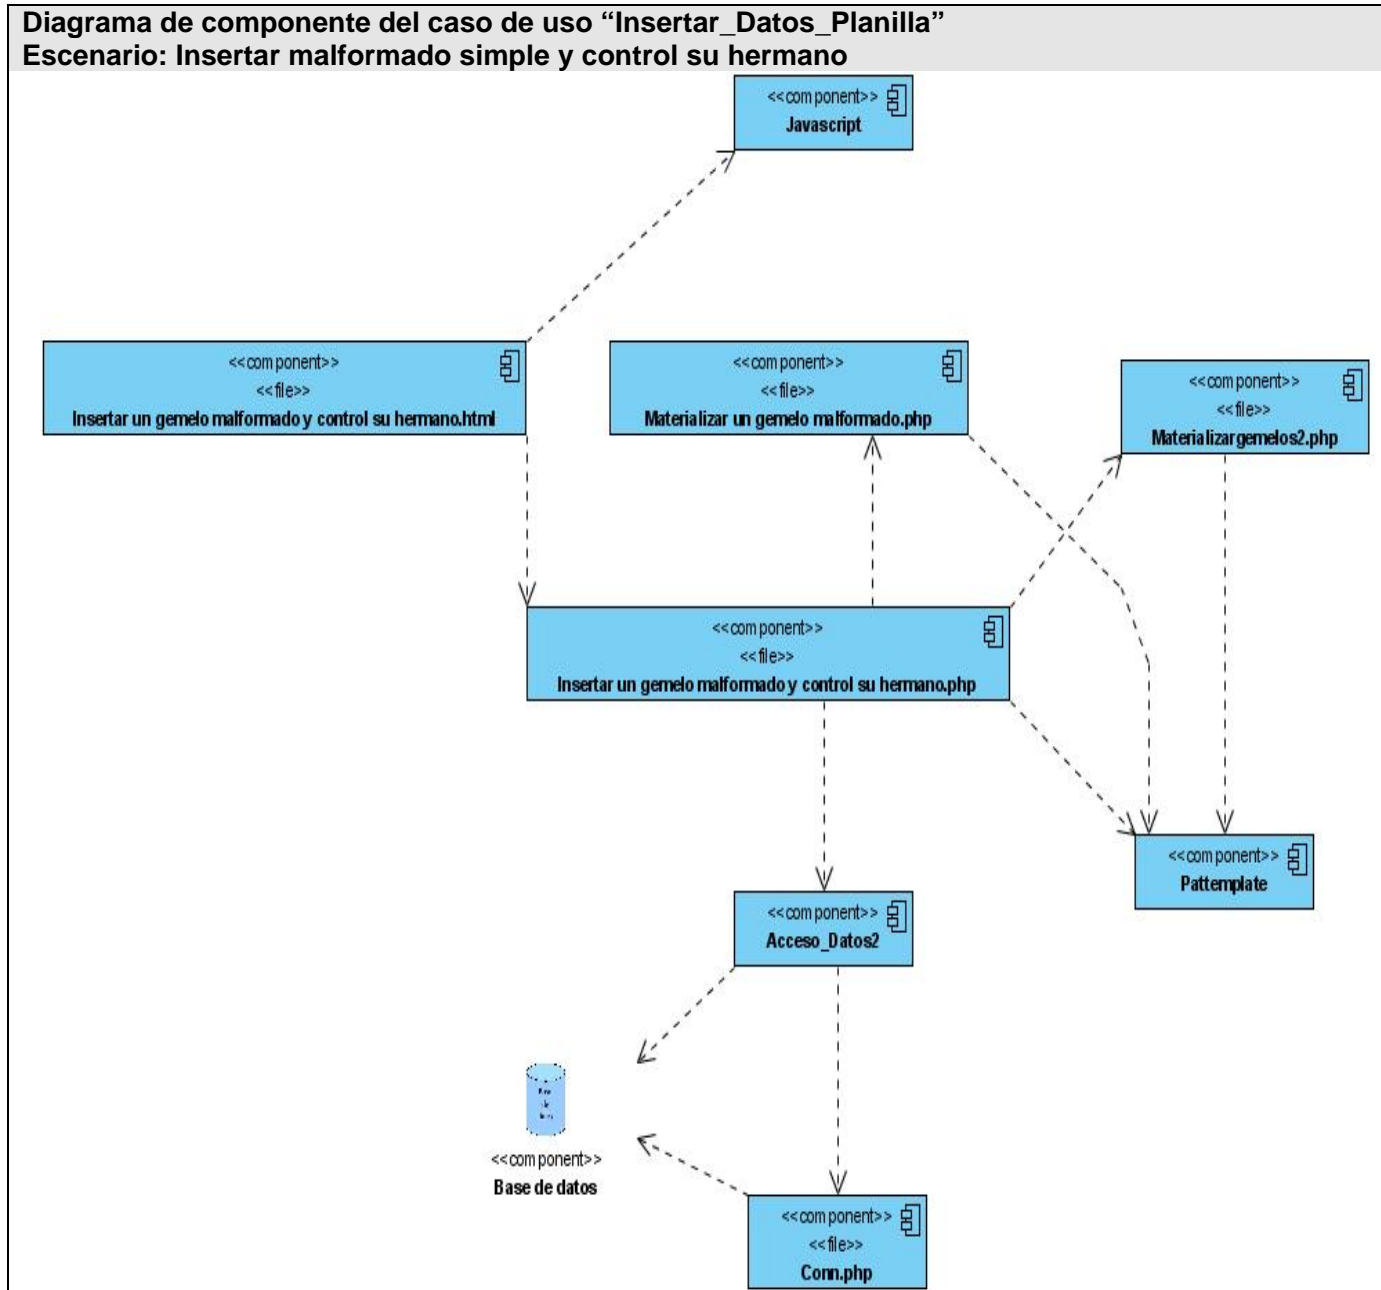 Diagrama de componente del caso de uso “Insertar_Datos_Planilla”
Escenario: Insertar malformado simple y control su hermano
<<component>>
Javascript
<<component>>
<<file>>
Insertar un gemelo malformado y control su hermano.html
<<component>>
<<file>>
Materializar un gemelo malformado.php
<<component>>
<<file>>
Materializargemelos2.php
<<component>>
<<file>>
Insertar un gemelo malformado y control su hermano.php
<<component>>
Pattemplate
<<component>>
Acceso_Datos2
<<component>>
Base de datos
<<component>>
<<file>>
Conn.php